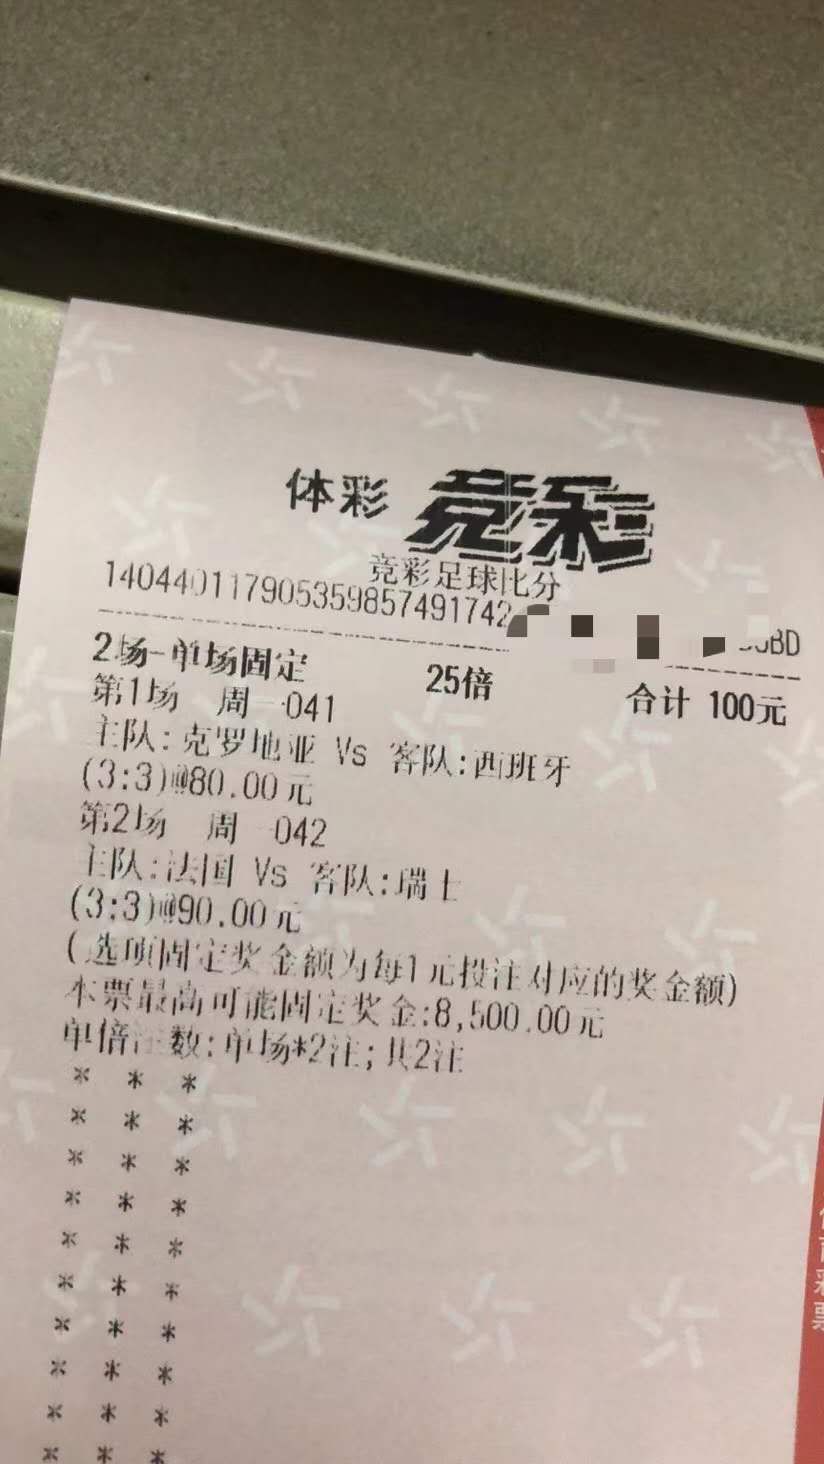 体彩 竞彩
竞彩足球比分
140440117905359857491742
BD
2场-单场固定 25倍 合计 100元
第1场 周一041
主队:克罗地亚 Vs 客队:西班牙
(3:3)@80.00元
第2场 周一042
主队:法国 Vs 客队:瑞士
(3:3)@90.00元
(选项固定奖金额为每1元投注对应的奖金额)
本票最高可能固定奖金:8,500.00元
单倍注数:单场*2注;共2注
* * *
* * *
* * *
* * *
* * *
* * *
* * *
* * *
* * *
* * *
彩票